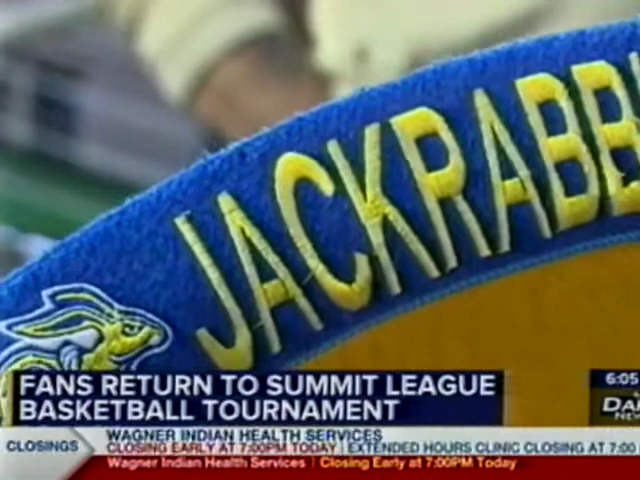 JACKRABB
FANS RETURN TO SUMMIT LEAGUE
BASKETBALL TOURNAMENT
6:05
CLOSINGS
WAGNER INDIAN HEALTH SERVICES
CLOSING EARLY AT 7:00PM TODAY | EXTENDED HOURS CLINIC CLOSING AT 7:00
Wagner Indian Health Services | Closing Early at 7:00PM Today